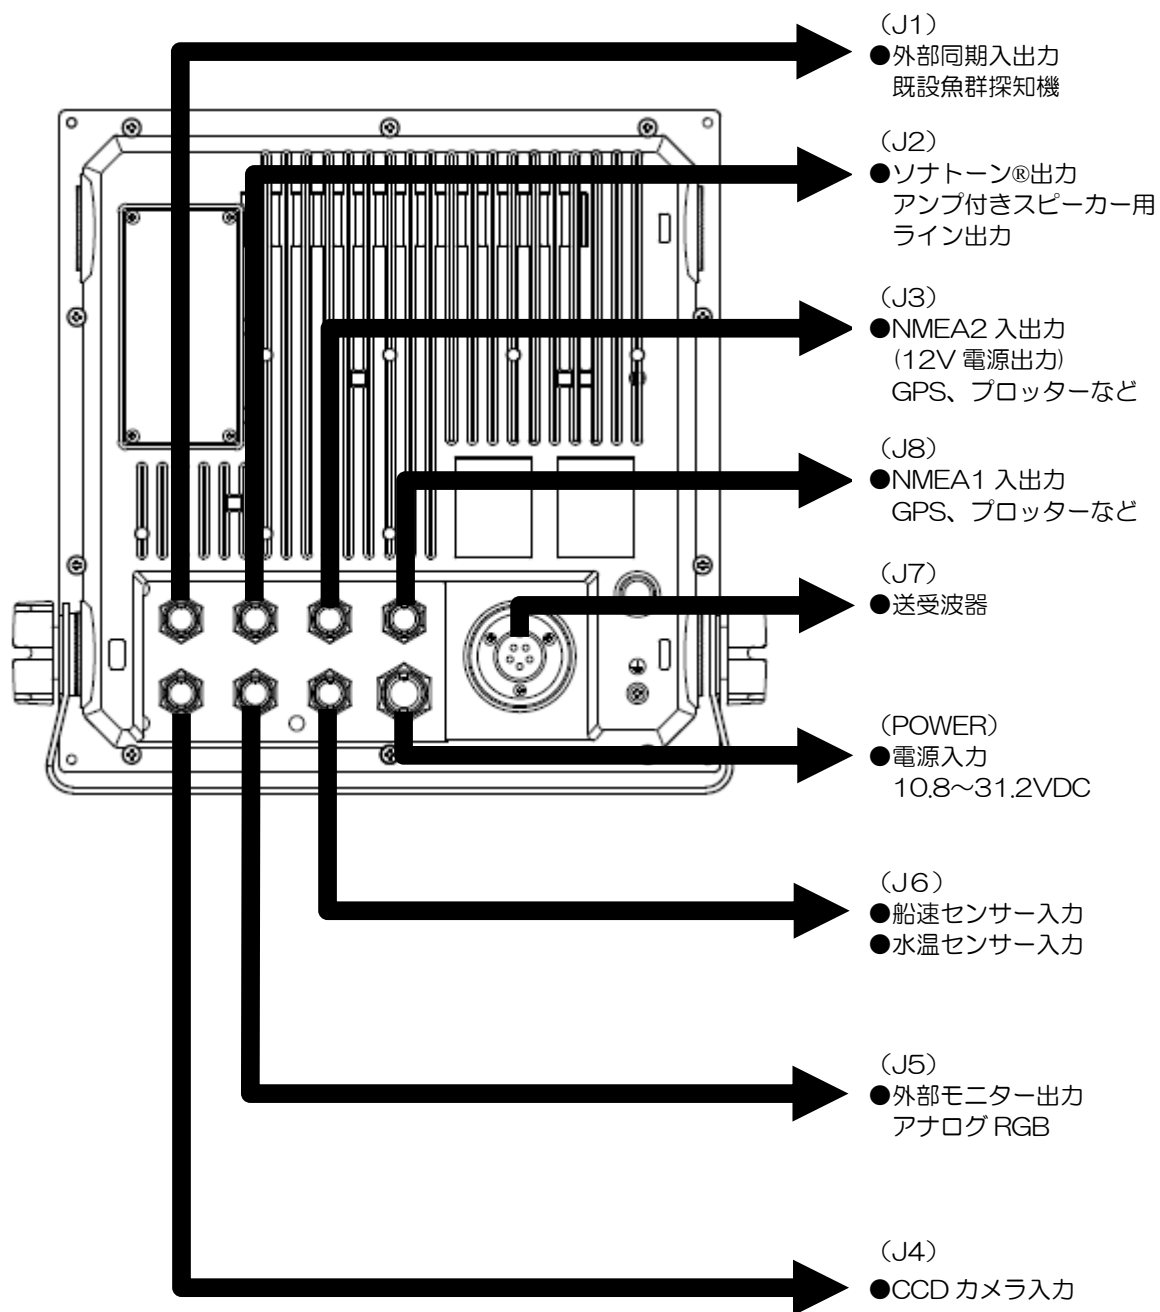 （J1）
●外部同期入出力
既設魚群探知機
（J2）
●ソナトーン®出力
アンプ付きスピーカー用
ライン出力
（J3）
●NMEA2 入出力
(12V 電源出力)
GPS、プロッターなど
（J8）
●NMEA1 入出力
GPS、プロッターなど
（J7）
●送受波器
（POWER）
●電源入力
10.8～31.2VDC
（J6）
●船速センサー入力
●水温センサー入力
（J5）
●外部モニター出力
アナログ RGB
（J4）
●CCD カメラ入力